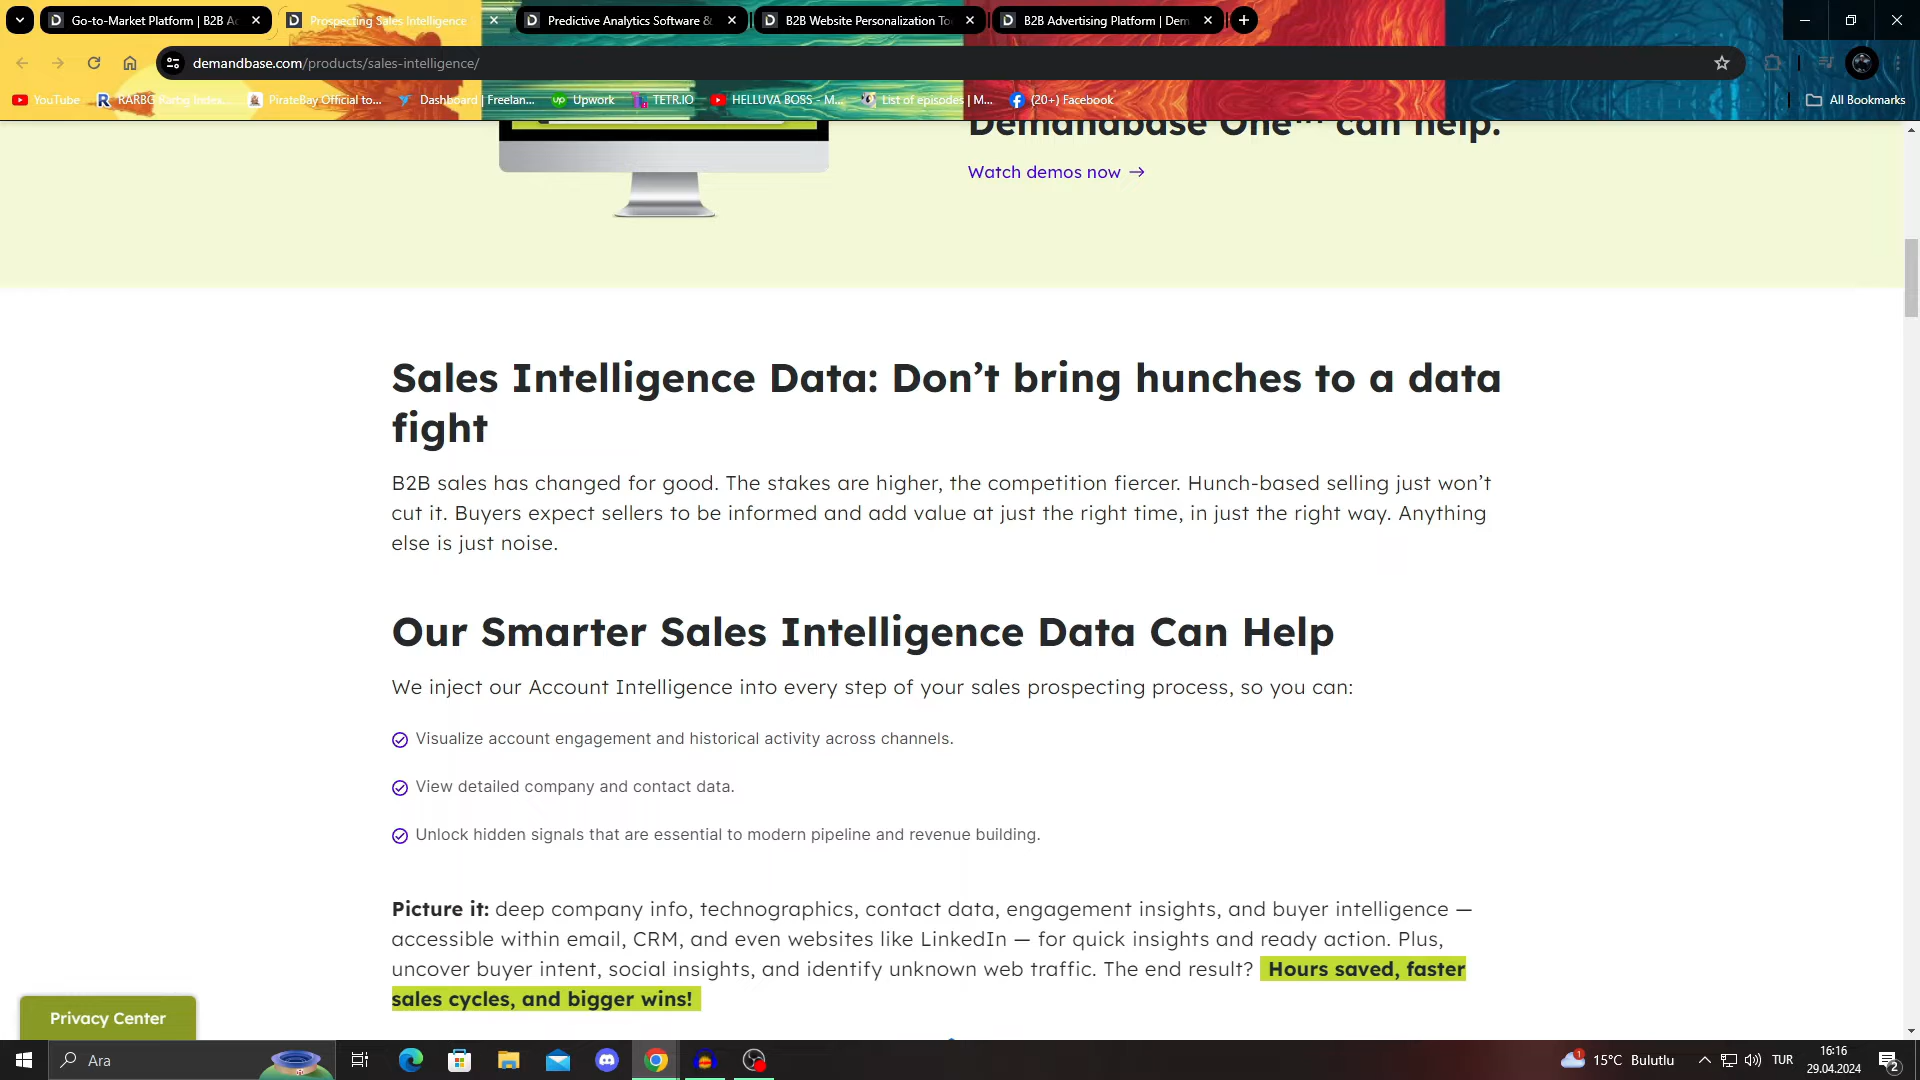 Go-to-Market Platform | B2B Ac
Prospecting Sales Intelligence
Predictive Analytics Software &
B2B Website Personalization To
B2B Advertising Platform | Dem
demandbase.com/products/sales-intelligence/
YouTube
RARBG Rarbg Index...
PirateBay Official to...
Dashboard | Freelan...
Upwork
TETR.IO
HELLUVA BOSS - M...
List of episodes | M...
(20+) Facebook
All Bookmarks
Demandbase One™ can help.
Watch demos now →
Sales Intelligence Data: Don’t bring hunches to a data
fight
B2B sales has changed for good. The stakes are higher, the competition fiercer. Hunch-based selling just won’t
cut it. Buyers expect sellers to be informed and add value at just the right time, in just the right way. Anything
else is just noise.
Our Smarter Sales Intelligence Data Can Help
We inject our Account Intelligence into every step of your sales prospecting process, so you can:
Visualize account engagement and historical activity across channels.
View detailed company and contact data.
Unlock hidden signals that are essential to modern pipeline and revenue building.
Picture it: deep company info, technographics, contact data, engagement insights, and buyer intelligence —
accessible within email, CRM, and even websites like LinkedIn — for quick insights and ready action. Plus,
uncover buyer intent, social insights, and identify unknown web traffic. The end result? Hours saved, faster
sales cycles, and bigger wins!
Privacy Center
Ara
1
15°C Bulutlu
TUR
16:16
29.04.2024
2